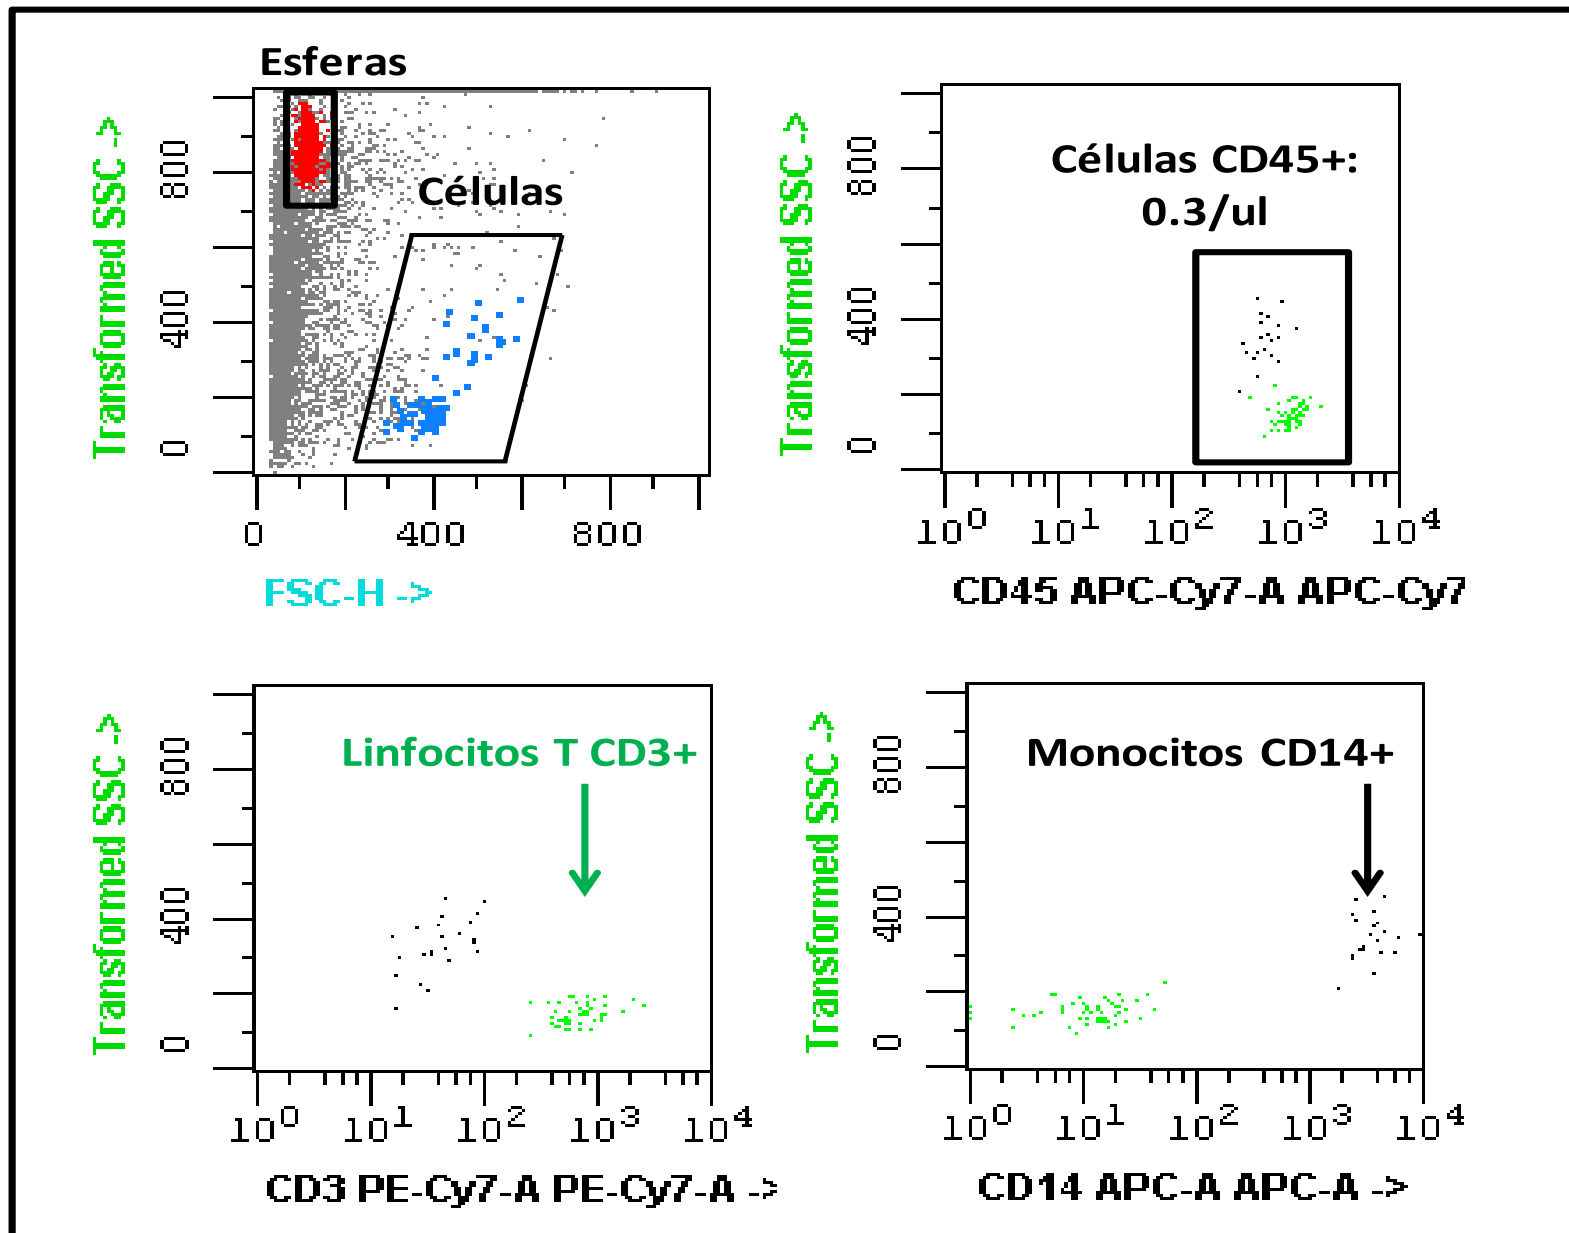 Esferas
Células
Transformed SSC ->
800
400
0
0
400
800
FSC-H ->
Células CD45+:
0.3/ul
Transformed SSC ->
800
400
0
10^0 10^1 10^2 10^3 10^4
CD45 APC-Cy7-A APC-Cy7
Linfocitos T CD3+
Transformed SSC ->
800
400
0
10^0 10^1 10^2 10^3 10^4
CD3 PE-Cy7-A PE-Cy7-A ->
Monocitos CD14+
Transformed SSC ->
800
400
0
10^0 10^1 10^2 10^3 10^4
CD14 APC-A APC-A ->